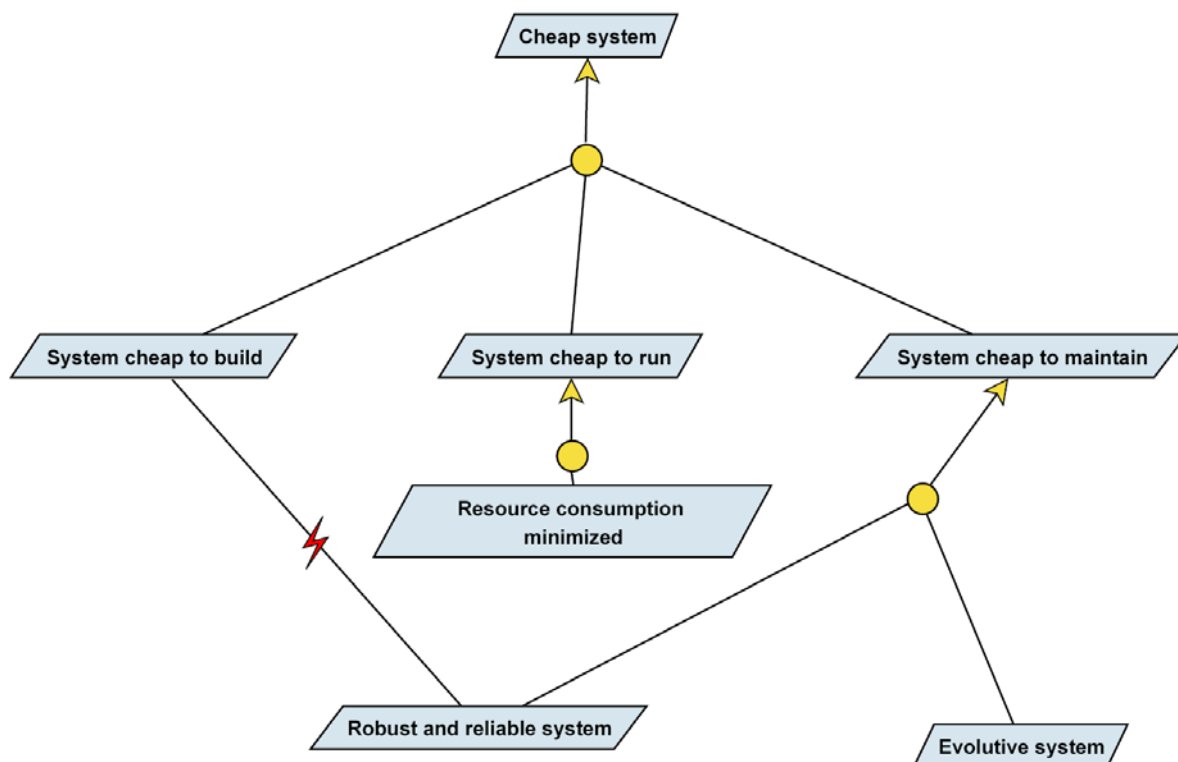 Cheap system
System cheap to build
System cheap to run
System cheap to maintain
Resource consumption
minimized
Robust and reliable system
Evolutive system